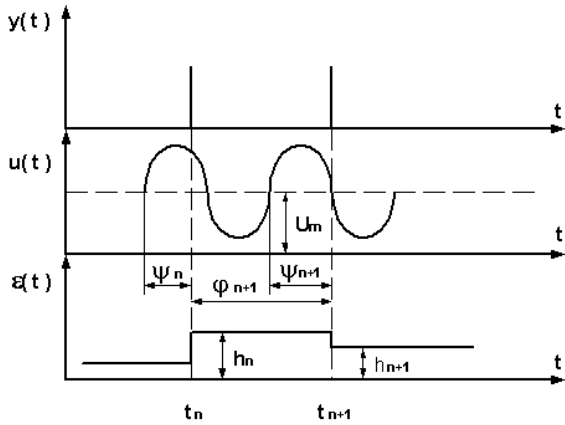 y(t)
t
u(t)
Um
t
ε(t)
ψn
φn+1
ψn+1
hn
hn+1
t
tn
tn+1